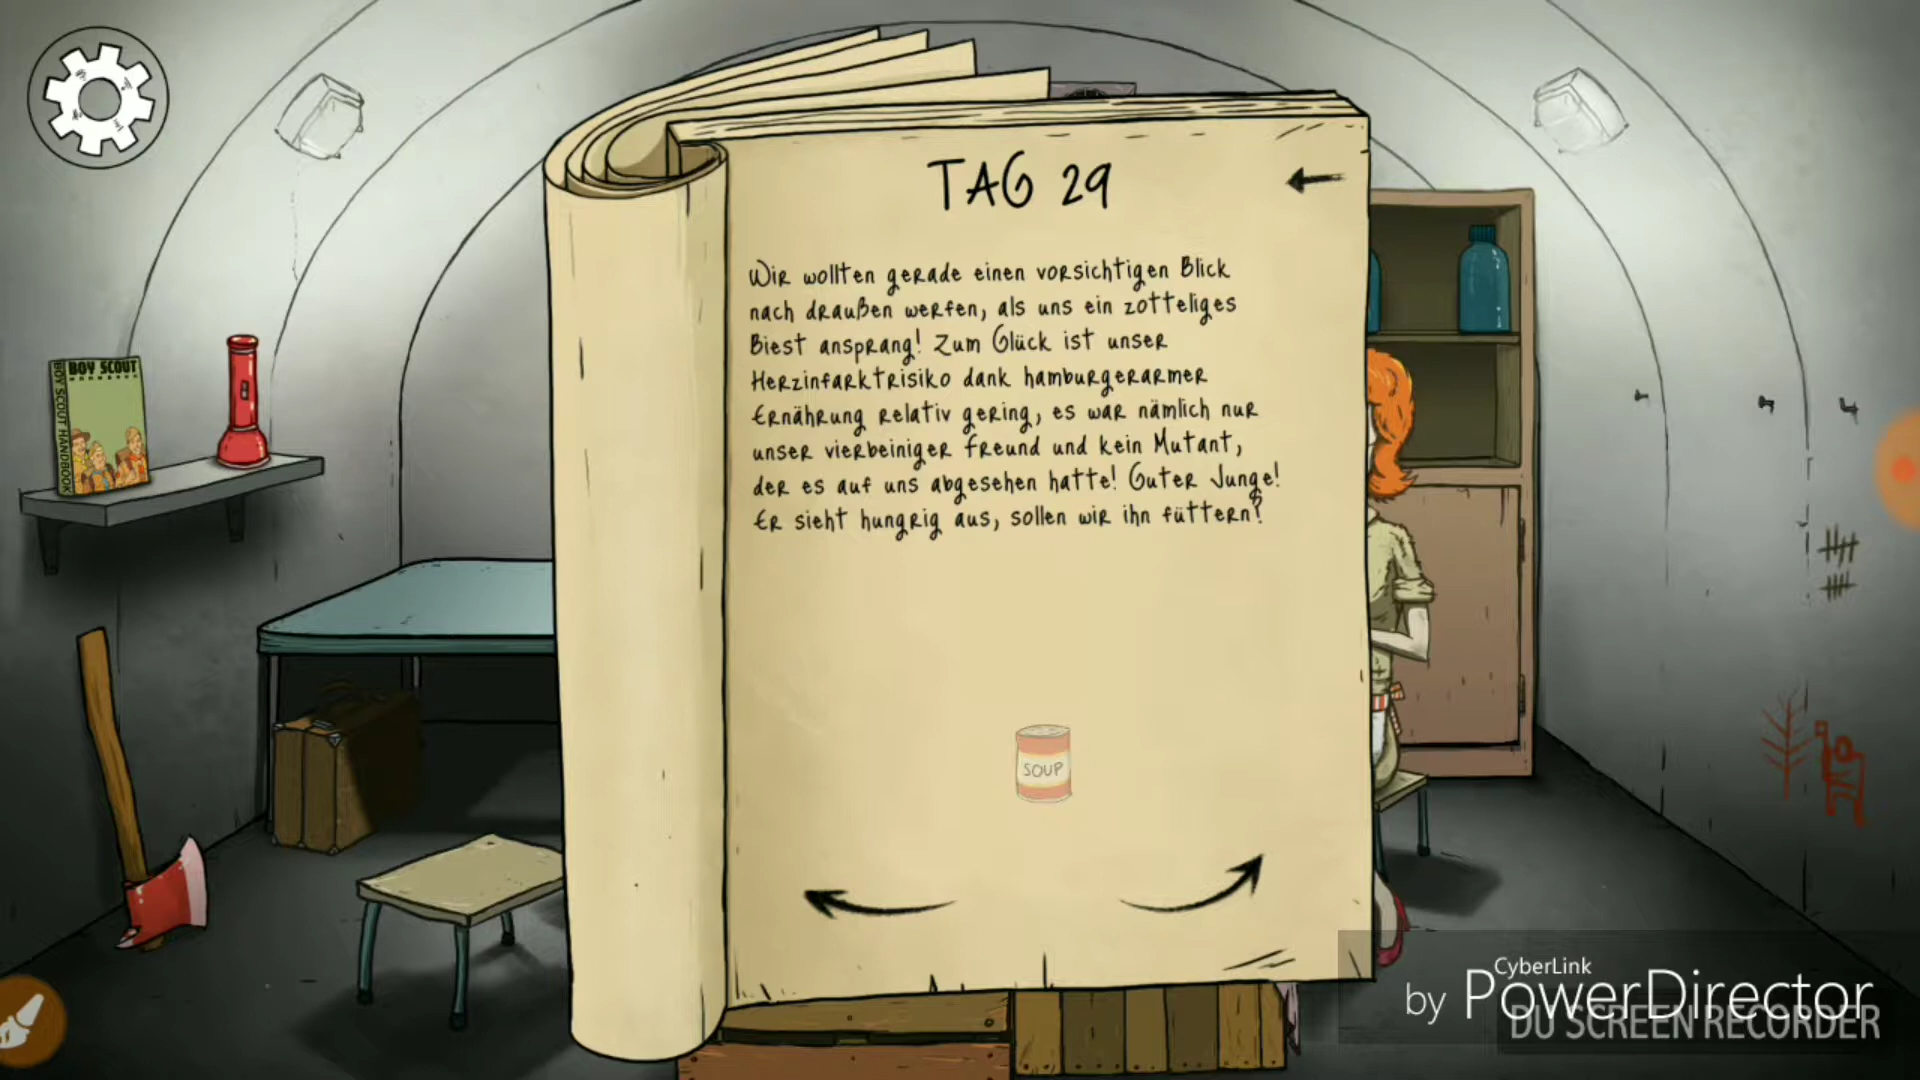 TAG 29
Wir wollten gerade einen vorsichtigen Blick
nach draußen werfen, als uns ein zotteliges
Biest ansprang! Zum Glück ist unser
Herzinfarktrisiko dank hamburgerarmer
Ernährung relativ gering, es war nämlich nur
unser vierbeiniger Freund und kein Mutant,
der es auf uns abgesehen hatte! Guter Junge!
Er sieht hungrig aus, sollen wir ihn füttern?
SOUP
BOY SCOUT
BOY SCOUT HANDBOOK
CyberLink
by PowerDirector
DU SCREEN RECORDER